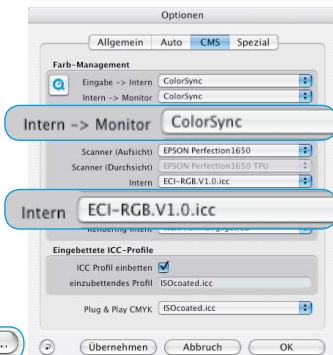 Optionen
Allgemein Auto CMS Spezial
Farb-Management
Eingabe -> Intern ColorSync
Intern -> Monitor ColorSync
Intern -> Monitor ColorSync
Scanner (Aufsicht) EPSON Perfection1650
Scanner (Durchsicht) EPSON Perfection1650 TPU
Intern ECI-RGB.V1.0.icc
Intern ECI-RGB.V1.0.icc
Eingebettete ICC-Profile
ICC Profil einbetten
einzubettendes Profil ISOcoated.icc
Plug & Play CMYK ISOcoated.icc
Übernehmen Abbruch OK